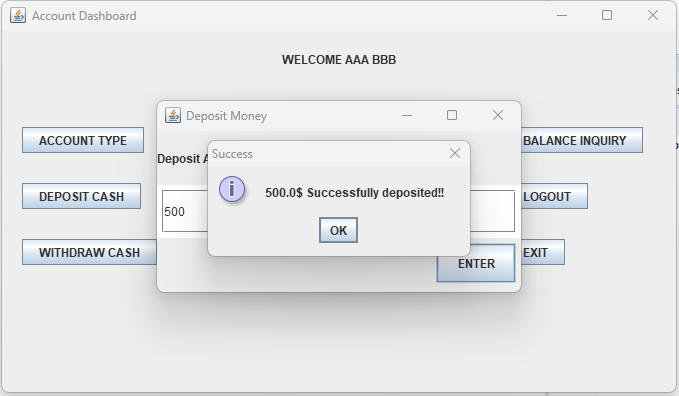 Account Dashboard
WELCOME AAA BBB
Deposit Money
ACCOUNT TYPE
BALANCE INQUIRY
Deposit
Success
500.0$ Successfully deposited!!
DEPOSIT CASH
500
LOGOUT
OK
WITHDRAW CASH
ENTER
EXIT